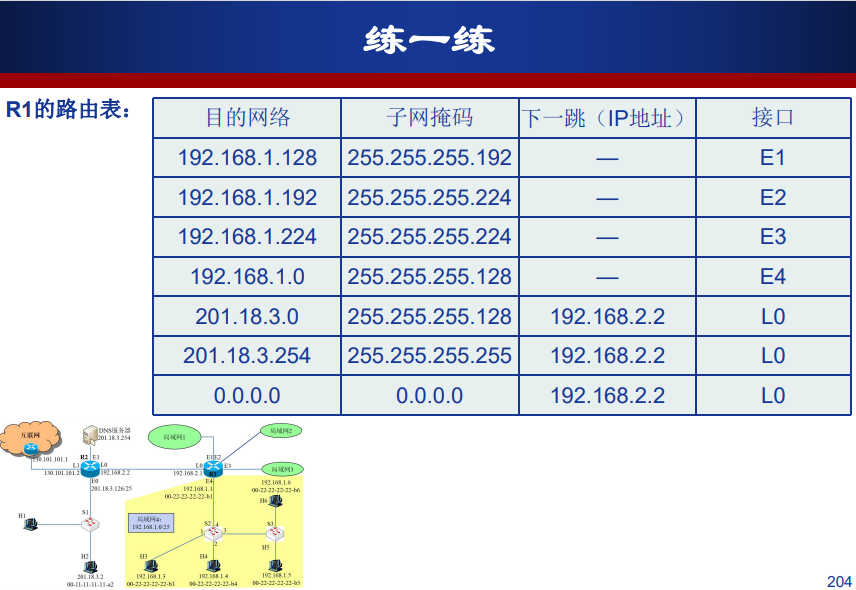 练一练
R1的路由表：
目的网络 子网掩码 下一跳（IP地址） 接口
192.168.1.128 255.255.255.192 — E1
192.168.1.192 255.255.255.224 — E2
192.168.1.224 255.255.255.224 — E3
192.168.1.0 255.255.255.128 — E4
201.18.3.0 255.255.255.128 192.168.2.2 L0
201.18.3.254 255.255.255.255 192.168.2.2 L0
0.0.0.0 0.0.0.0 192.168.2.2 L0
互联网
130.101.101.1
DNS服务器
201.18.3.254
局域网1
局域网2
局域网3
R2 E1
L1 L0
130.101.101.2 192.168.2.2
E0
201.18.3.126/25
E1 E2
L0 E3
192.168.2.1 R1
E4
192.168.1.1
00-22-22-22-22-b1
192.168.1.6
00-22-22-22-22-b6
H6
局域网4：
192.168.1.0/25
S1
H1
H2
201.18.3.2
00-11-11-11-11-a2
S2 4
1 3
2
S3
H3
192.168.1.3
00-22-22-22-22-b3
H4
192.168.1.4
00-22-22-22-22-b4
H5
192.168.1.5
00-22-22-22-22-b5
204